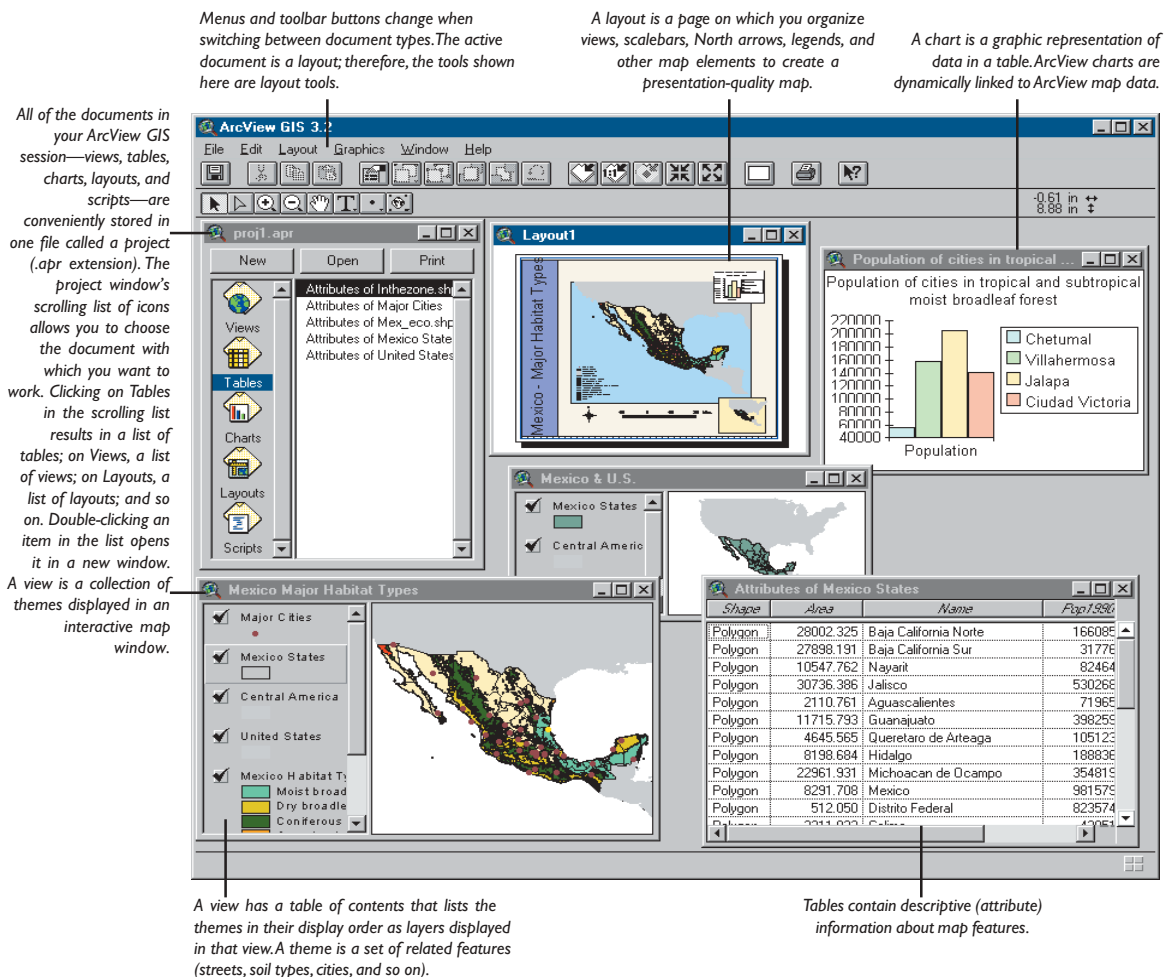 Menus and toolbar buttons change when
switching between document types. The active
document is a layout; therefore, the tools shown
here are layout tools.
A layout is a page on which you organize
views, scalebars, North arrows, legends, and
other map elements to create a
presentation-quality map.
A chart is a graphic representation of
data in a table. ArcView charts are
dynamically linked to ArcView map data.
All of the documents in
your ArcView GIS
session—views, tables,
charts, layouts, and
scripts—are
conveniently stored in
one file called a project
(.apr extension). The
project window's
scrolling list of icons
allows you to choose
the document with
which you want to
work. Clicking on Tables
in the scrolling list
results in a list of
tables; on Views, a list
of views; on Layouts, a
list of layouts; and so
on. Double-clicking an
item in the list opens
it in a new window.
A view is a collection of
themes displayed in an
interactive map
window.
ArcView GIS 3.2
File Edit Layout Graphics Window Help
1:1
T
-0.61 in
8.88 in
proj1.apr
New Open Print
Views
Tables
Charts
Layouts
Scripts
Attributes of Inthezone.shp
Attributes of Major Cities
Attributes of Mex_eco.shp
Attributes of Mexico State
Attributes of United States
Layout1
Mexico - Major Habitat Types
Population of cities in tropical ...
Population of cities in tropical and subtropical
moist broadleaf forest
220000
200000
180000
160000
140000
120000
100000
80000
60000
40000
Population
Chetumal
Villahermosa
Jalapa
Ciudad Victoria
Mexico & U.S.
Mexico States
Central Americ
Mexico Major Habitat Types
Major Cities
Mexico States
Central America
United States
Mexico Habitat Ty
Moist broad
Dry broadle
Coniferous
Attributes of Mexico States
Shape Area Name Pop1990
Polygon 28002.325 Baja California Norte 166085
Polygon 27898.191 Baja California Sur 31776
Polygon 10547.762 Nayarit 82464
Polygon 30736.386 Jalisco 530268
Polygon 2110.761 Aguascalientes 71965
Polygon 11715.793 Guanajuato 398259
Polygon 4645.565 Queretaro de Arteaga 105123
Polygon 8198.684 Hidalgo 188836
Polygon 22961.931 Michoacan de Ocampo 354819
Polygon 8291.708 Mexico 981579
Polygon 512.050 Distrito Federal 823574
A view has a table of contents that lists the
themes in their display order as layers displayed
in that view. A theme is a set of related features
(streets, soil types, cities, and so on).
Tables contain descriptive (attribute)
information about map features.